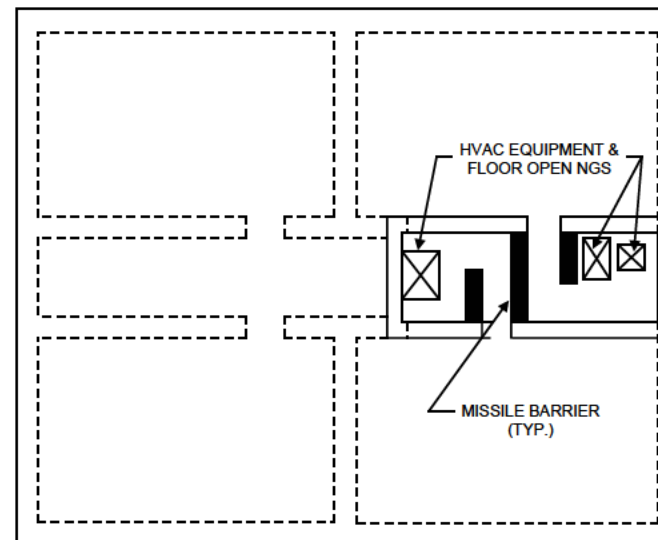 HVAC EQUIPMENT &
FLOOR OPEN NGS
MISSILE BARRIER
(TYP.)